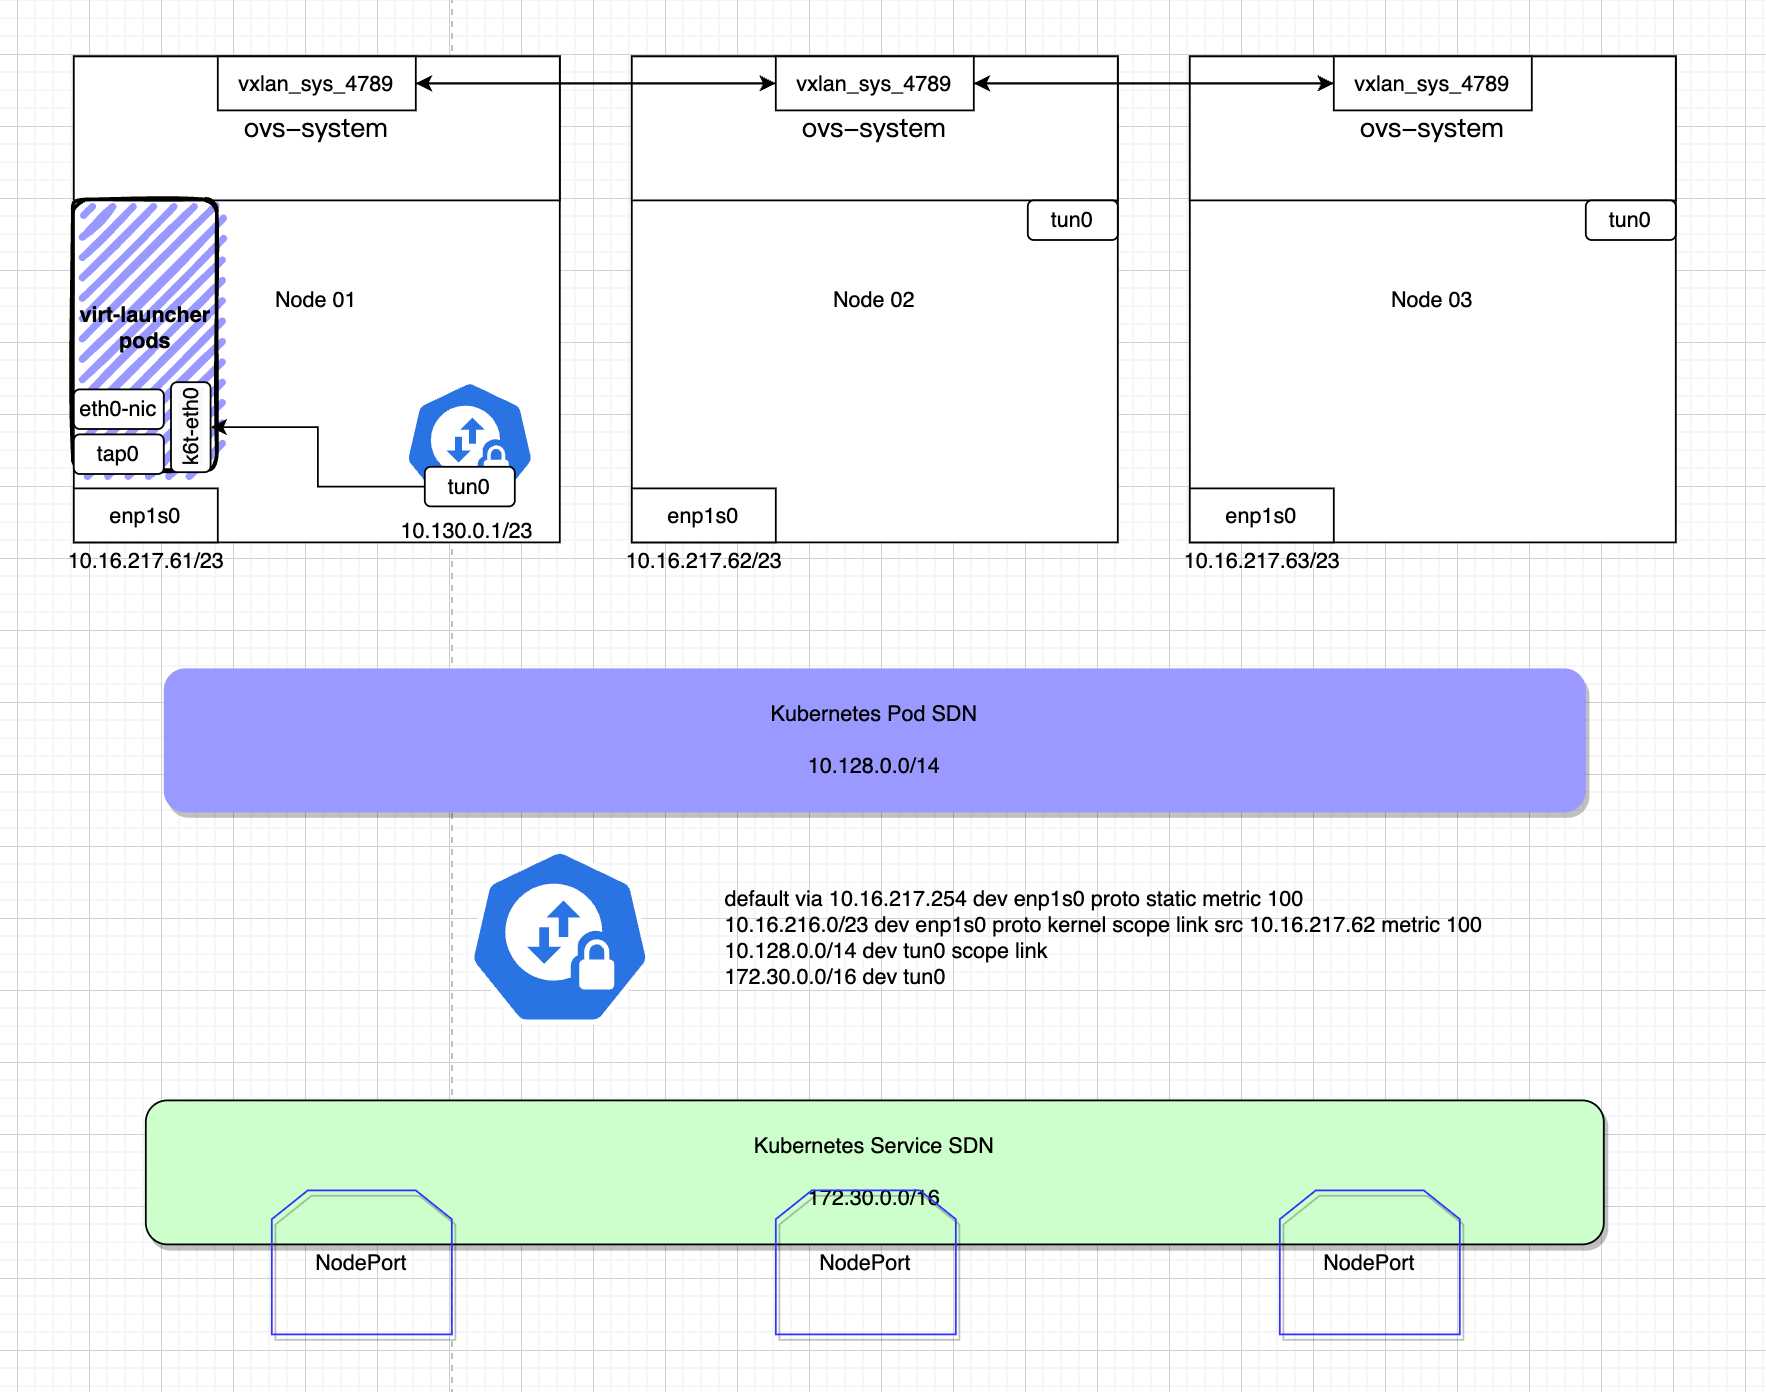 vxlan_sys_4789
vxlan_sys_4789
vxlan_sys_4789
ovs-system
ovs-system
ovs-system
tun0
tun0
Node 01
Node 02
Node 03
virt-launcher
pods
eth0-nic
k6t-eth0
tap0
tun0
enp1s0
10.130.0.1/23
enp1s0
enp1s0
10.16.217.61/23
10.16.217.62/23
10.16.217.63/23
Kubernetes Pod SDN
10.128.0.0/14
default via 10.16.217.254 dev enp1s0 proto static metric 100
10.16.216.0/23 dev enp1s0 proto kernel scope link src 10.16.217.62 metric 100
10.128.0.0/14 dev tun0 scope link
172.30.0.0/16 dev tun0
Kubernetes Service SDN
172.30.0.0/16
NodePort
NodePort
NodePort